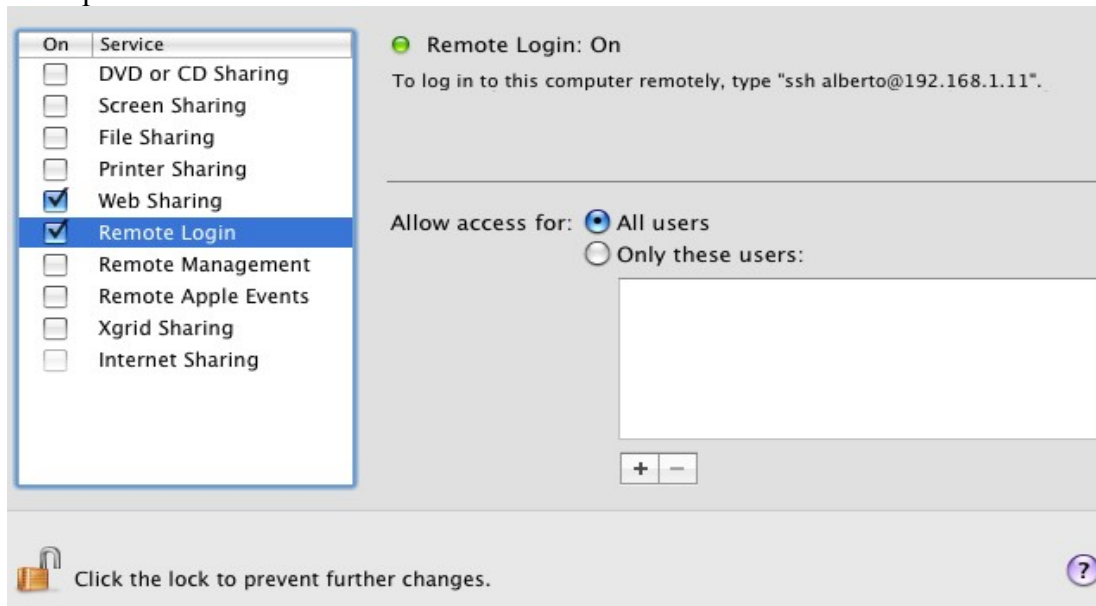 On Service
DVD or CD Sharing
Screen Sharing
File Sharing
Printer Sharing
Web Sharing
Remote Login
Remote Management
Remote Apple Events
Xgrid Sharing
Internet Sharing
Remote Login: On
To log in to this computer remotely, type "ssh alberto@192.168.1.11".
Allow access for: All users
Only these users:
+ −
Click the lock to prevent further changes.
?